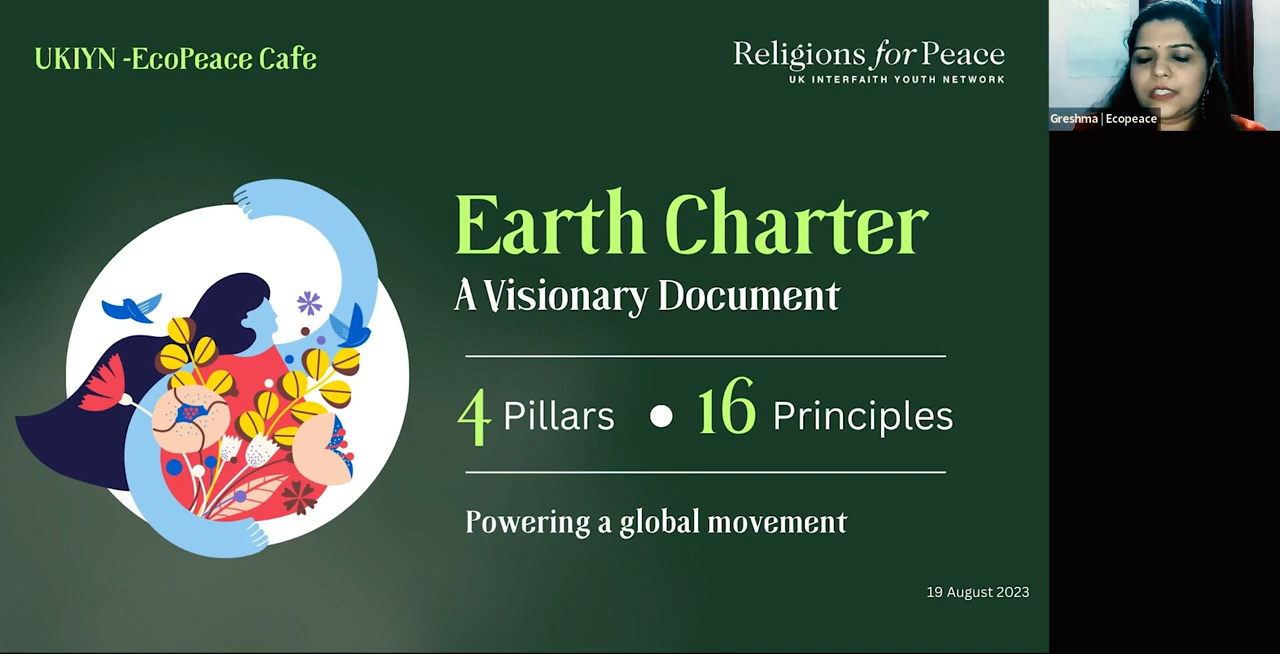 UKIYN -EcoPeace Cafe
Religions for Peace
UK INTERFAITH YOUTH NETWORK
Greshma | Ecopeace
Earth Charter
A Visionary Document
4 Pillars • 16 Principles
Powering a global movement
19 August 2023